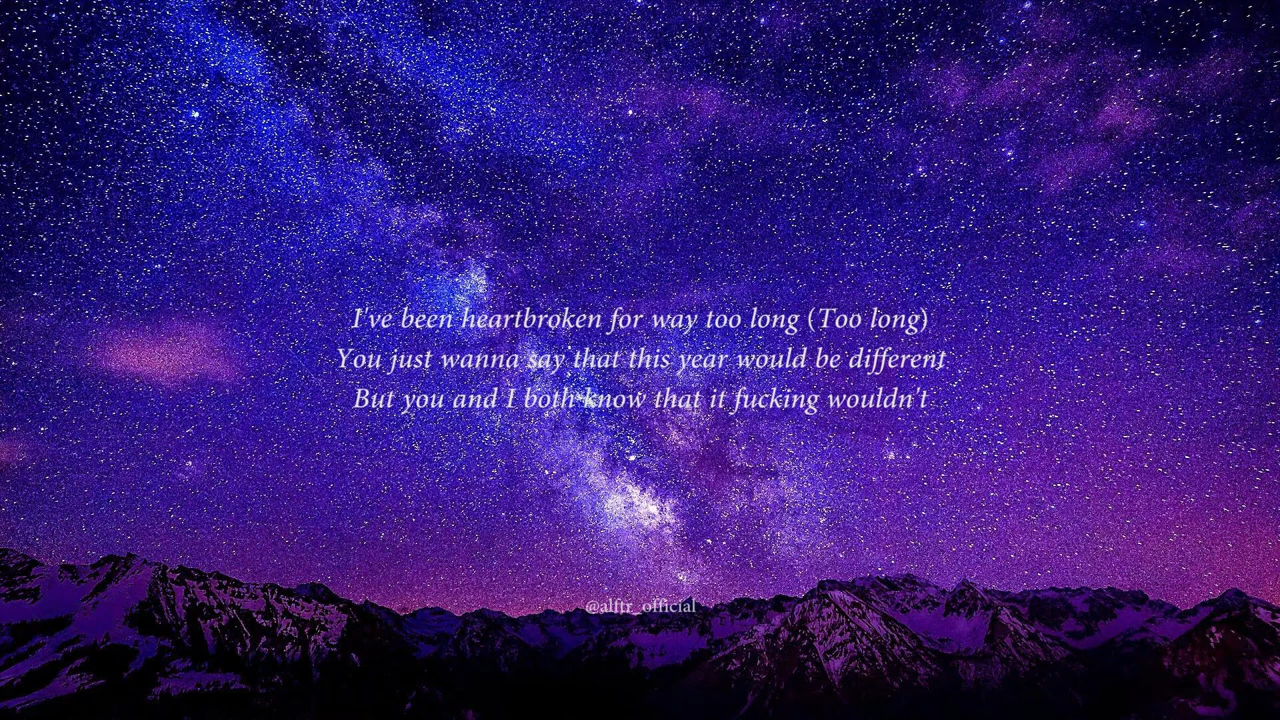 I've been heartbroken for way too long (Too long)
You just wanna say that this year would be different
But you and I both know that it fucking wouldn't
@alftr_official